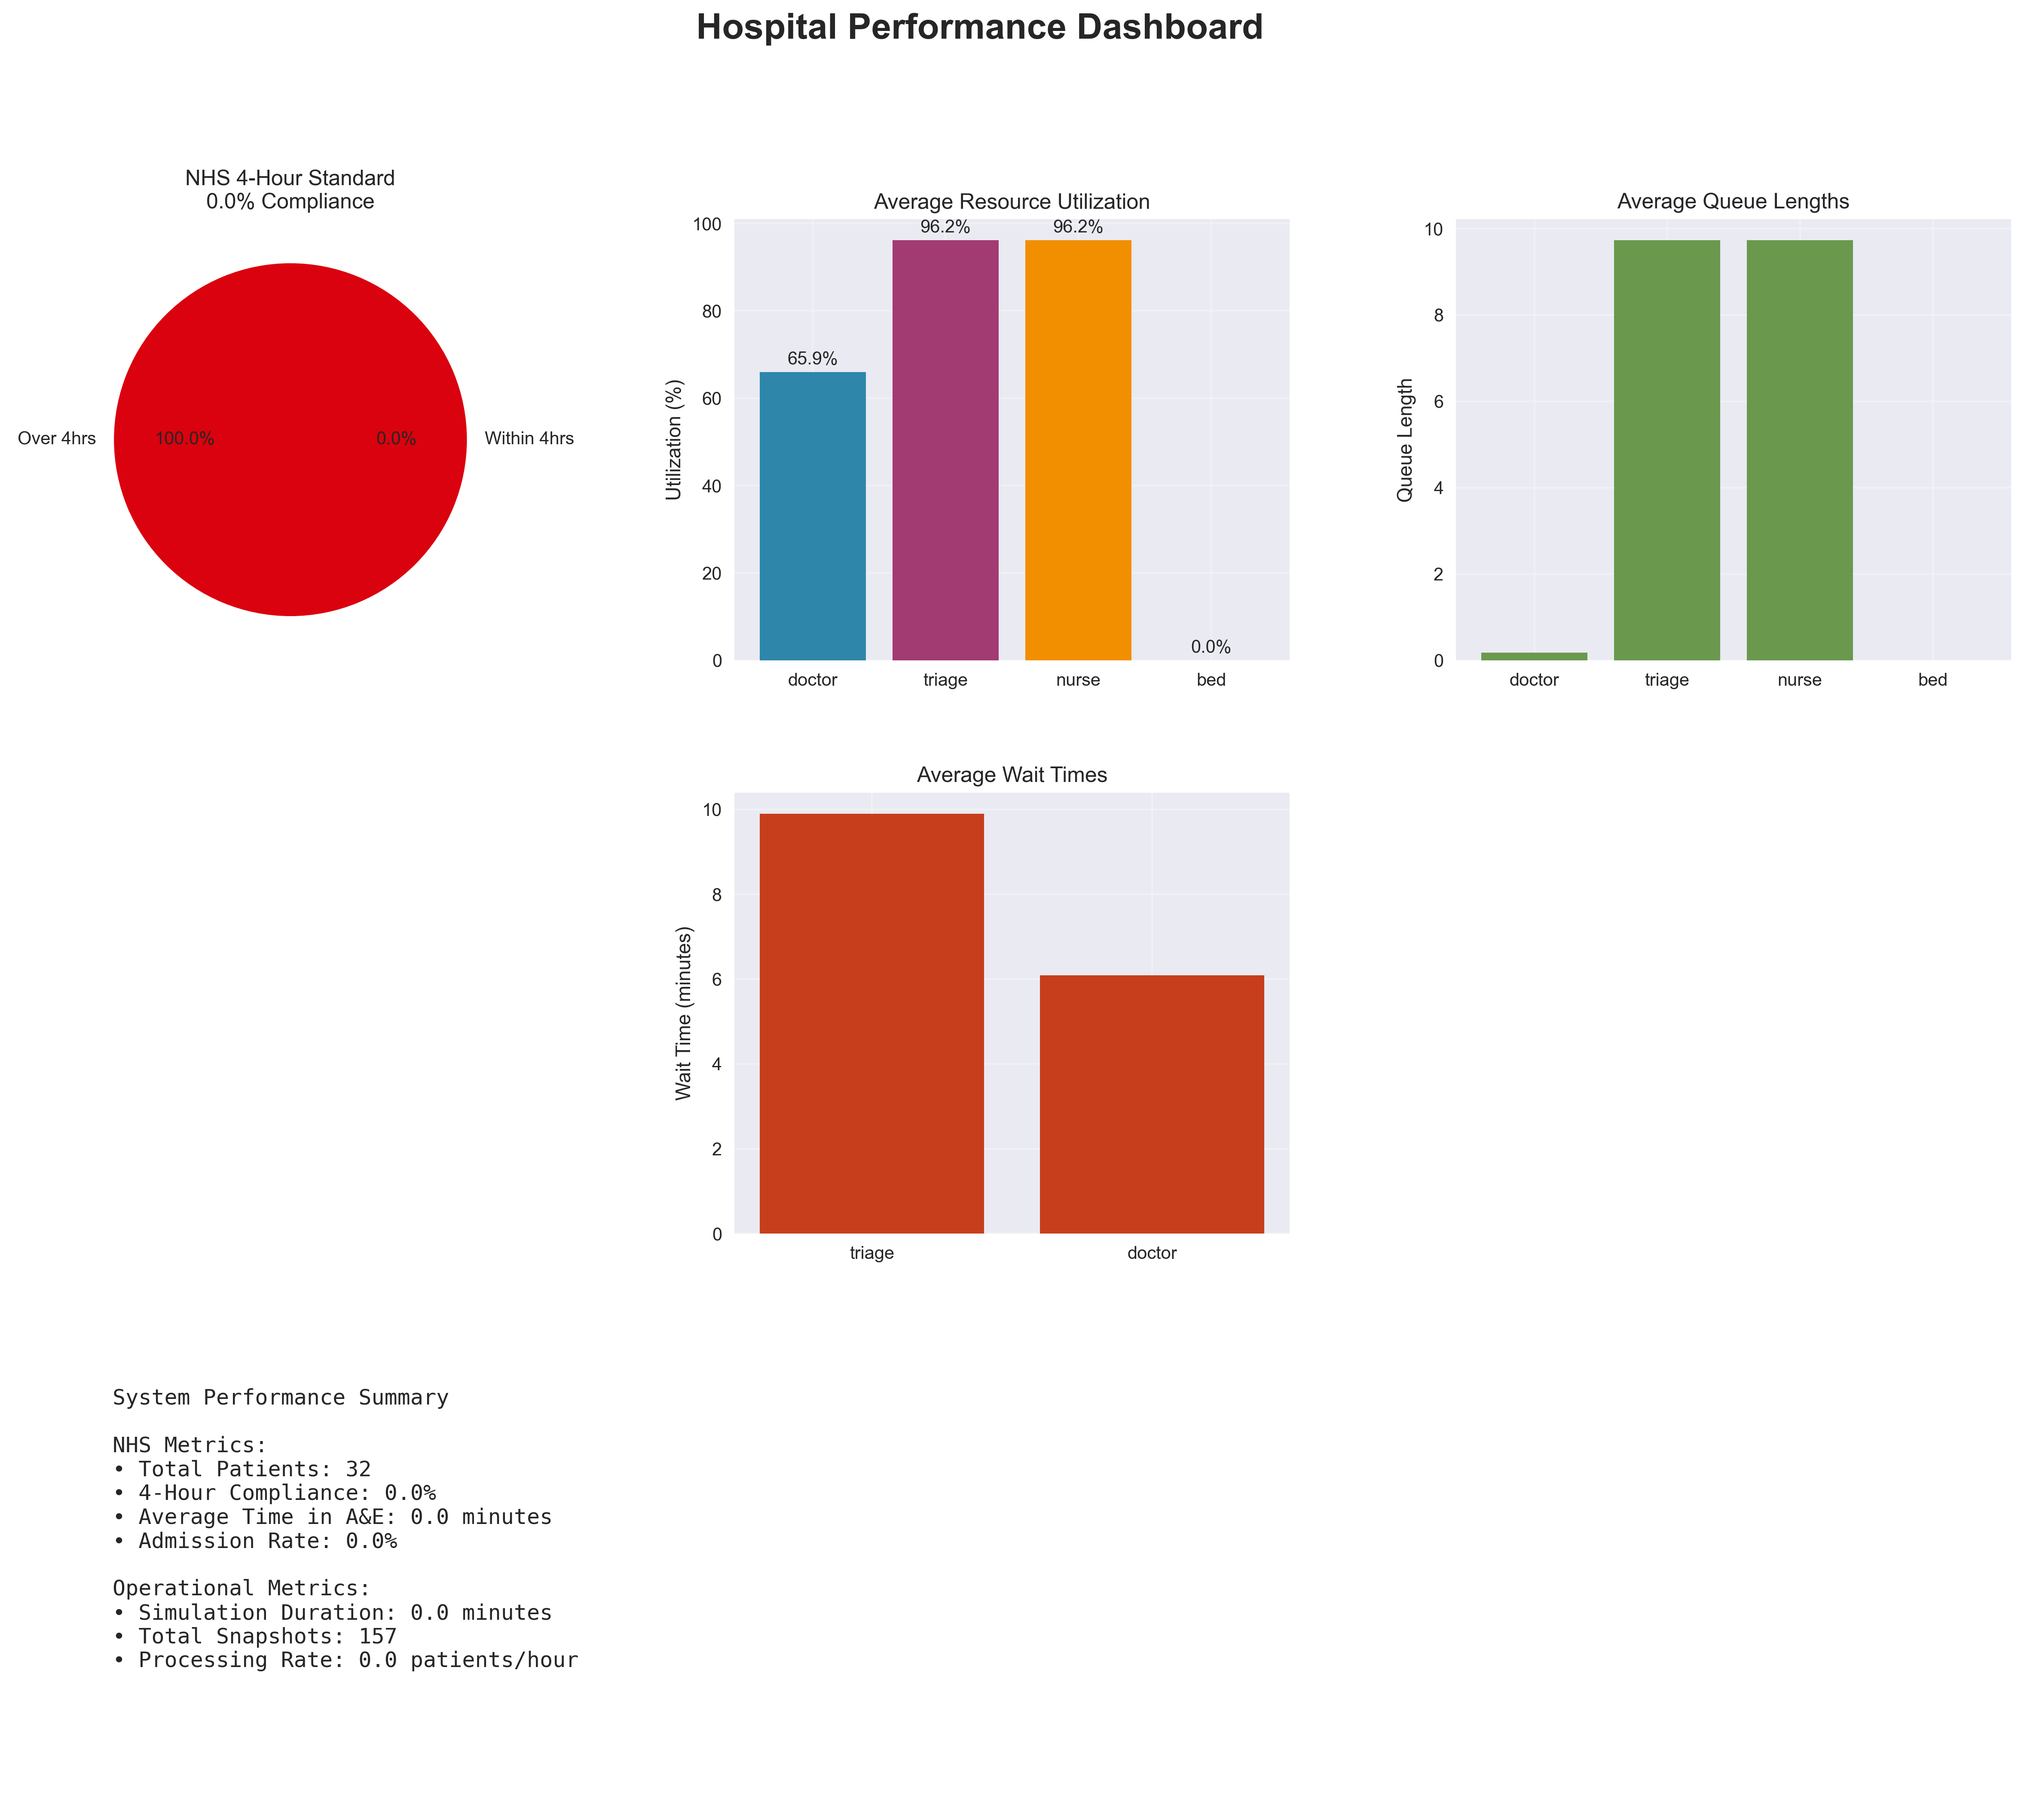 Hospital Performance Dashboard
NHS 4-Hour Standard
0.0% Compliance
Over 4hrs
100.0%
0.0%
Within 4hrs
Average Resource Utilization
Utilization (%)
100
80
60
40
20
0
65.9%
96.2%
96.2%
0.0%
doctor
triage
nurse
bed
Average Queue Lengths
Queue Length
10
8
6
4
2
0
doctor
triage
nurse
bed
Average Wait Times
Wait Time (minutes)
10
8
6
4
2
0
triage
doctor
System Performance Summary
NHS Metrics:
• Total Patients: 32
• 4-Hour Compliance: 0.0%
• Average Time in A&E: 0.0 minutes
• Admission Rate: 0.0%
Operational Metrics:
• Simulation Duration: 0.0 minutes
• Total Snapshots: 157
• Processing Rate: 0.0 patients/hour